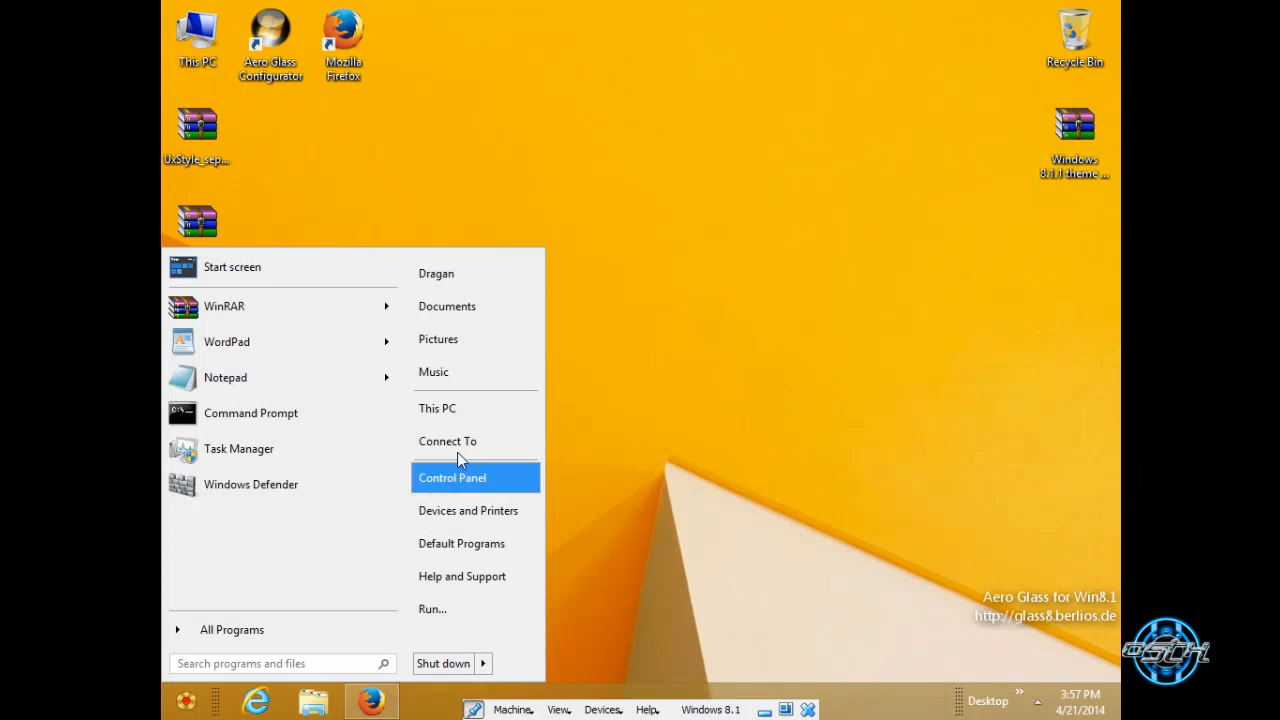 This PC
Aero Glass
Configurator
Mozilla
Firefox
Recycle Bin
UxStyle_sep...
Windows
8.1.1 theme ...
Start screen
WinRAR
WordPad
Notepad
Command Prompt
Task Manager
Windows Defender
All Programs
Search programs and files
Dragan
Documents
Pictures
Music
This PC
Connect To
Control Panel
Devices and Printers
Default Programs
Help and Support
Run...
Shut down
Aero Glass for Win8.1
http://glass8.berlios.de
Machine
View
Devices
Help
Windows 8.1
Desktop
3:57 PM
4/21/2014